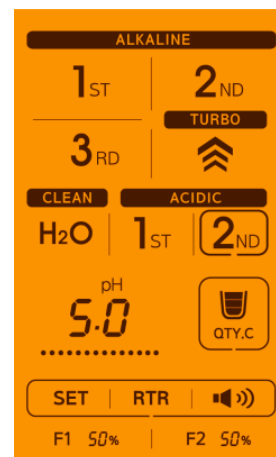 ALKALINE
1ST 2ND
TURBO
3RD
CLEAN ACIDIC
H2O 1ST 2ND
pH
5.0
QTY.C
SET RTR
F1 50% F2 50%